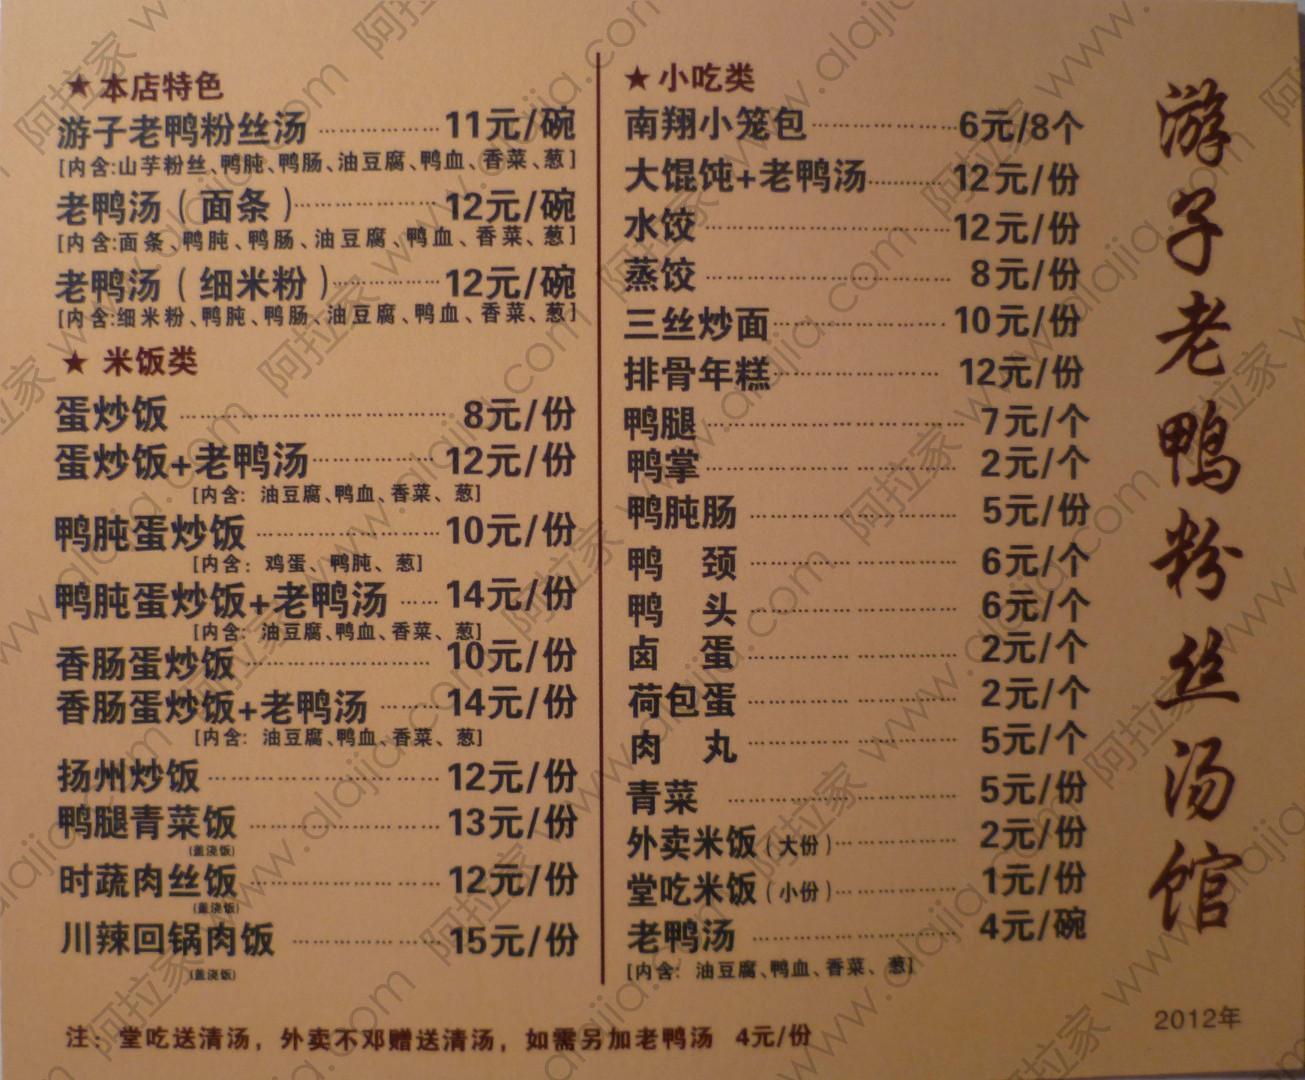 ★ 本店特色
游子老鸭粉丝汤 ……………… 11元/碗
[内含:山芋粉丝、鸭肫、鸭肠、油豆腐、鸭血、香菜、葱]
老鸭汤（面条）……………… 12元/碗
[内含:面条、鸭肫、鸭肠、油豆腐、鸭血、香菜、葱]
老鸭汤（细米粉）……………… 12元/碗
[内含:细米粉、鸭肫、鸭肠、油豆腐、鸭血、香菜、葱]
★ 米饭类
蛋炒饭 ……………… 8元/份
蛋炒饭+老鸭汤 ……………… 12元/份
[内含: 油豆腐、鸭血、香菜、葱]
鸭肫蛋炒饭 ……………… 10元/份
[内含: 鸡蛋、鸭肫、葱]
鸭肫蛋炒饭+老鸭汤 …… 14元/份
[内含: 油豆腐、鸭血、香菜、葱]
香肠蛋炒饭 ……………… 10元/份
香肠蛋炒饭+老鸭汤 …… 14元/份
[内含: 油豆腐、鸭血、香菜、葱]
扬州炒饭 ……………… 12元/份
鸭腿青菜饭 ……………… 13元/份
(盖浇饭)
时蔬肉丝饭 ……………… 12元/份
(盖浇饭)
川辣回锅肉饭 ……………… 15元/份
(盖浇饭)
★ 小吃类
南翔小笼包 ……………… 6元/8个
大馄饨+老鸭汤 ……… 12元/份
水饺 ……………… 12元/份
蒸饺 ……………… 8元/份
三丝炒面 ……………… 10元/份
排骨年糕 ……………… 12元/份
鸭腿 ……………… 7元/个
鸭掌 ……………… 2元/个
鸭肫肠 ……………… 5元/份
鸭 颈 ……………… 6元/个
鸭 头 ……………… 6元/个
卤 蛋 ……………… 2元/个
荷包蛋 ……………… 2元/个
肉 丸 ……………… 5元/个
青菜 ……………… 5元/份
外卖米饭（大份）……………… 2元/份
堂吃米饭（小份）……………… 1元/份
老鸭汤 ……………… 4元/碗
[内含: 油豆腐、鸭血、香菜、葱]
游子老鸭粉丝汤馆
2012年
注：堂吃送清汤，外卖不邓赠送清汤，如需另加老鸭汤 4元/份
阿拉家 www.alajia.com